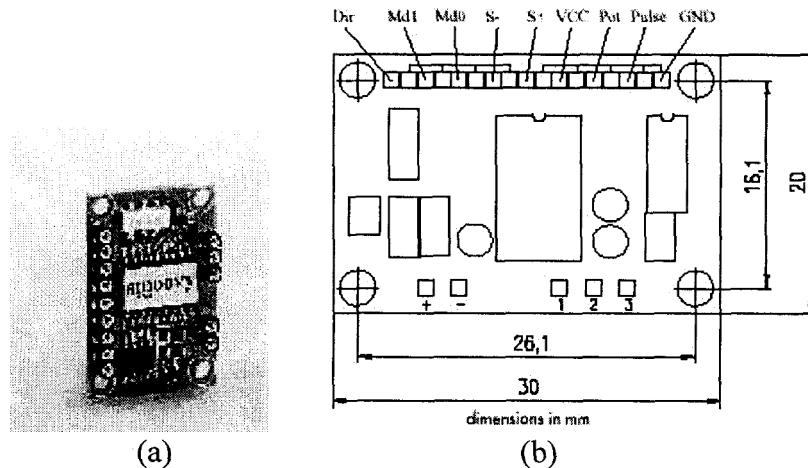 Dir Md1 Md0 S- S+ VCC Pot Pulse GND
16,1
20
+ - 1 2 3
26,1
30
dimensions in mm
(a) (b)